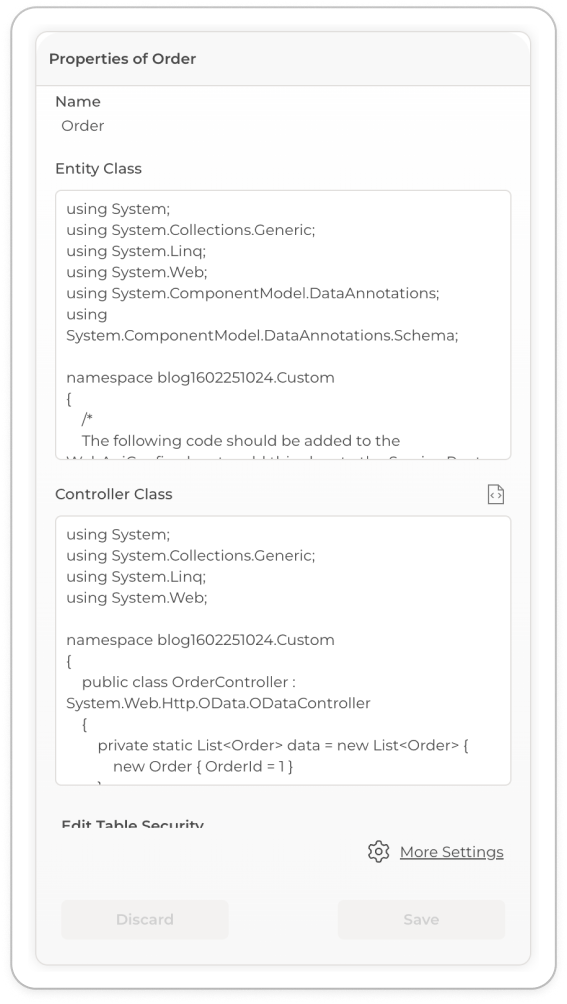 Properties of Order
Name
Order
Entity Class
using System;
using System.Collections.Generic;
using System.Linq;
using System.Web;
using System.ComponentModel.DataAnnotations;
using
System.ComponentModel.DataAnnotations.Schema;
namespace blog1602251024.Custom
{
/*
The following code should be added to the
Controller Class
using System;
using System.Collections.Generic;
using System.Linq;
using System.Web;
namespace blog1602251024.Custom
{
public class OrderController :
System.Web.Http.OData.ODataController
{
private static List<Order> data = new List<Order> {
new Order { OrderId = 1 }
Edit Table Security
More Settings
Discard
Save